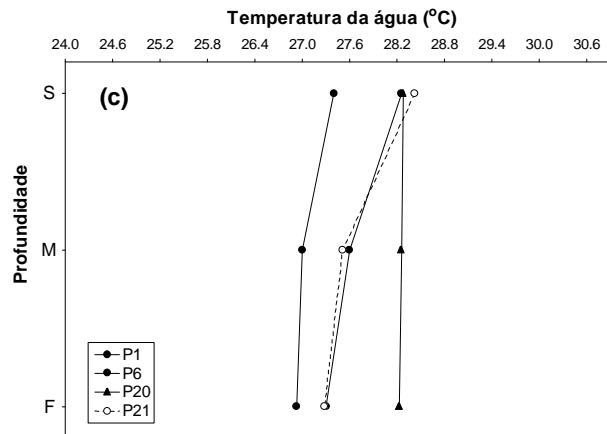 Temperatura da água (°C)
24.0 24.6 25.2 25.8 26.4 27.0 27.6 28.2 28.8 29.4 30.0 30.6
S
(c)
Profundidade
M
P1
P6
P20
P21
F